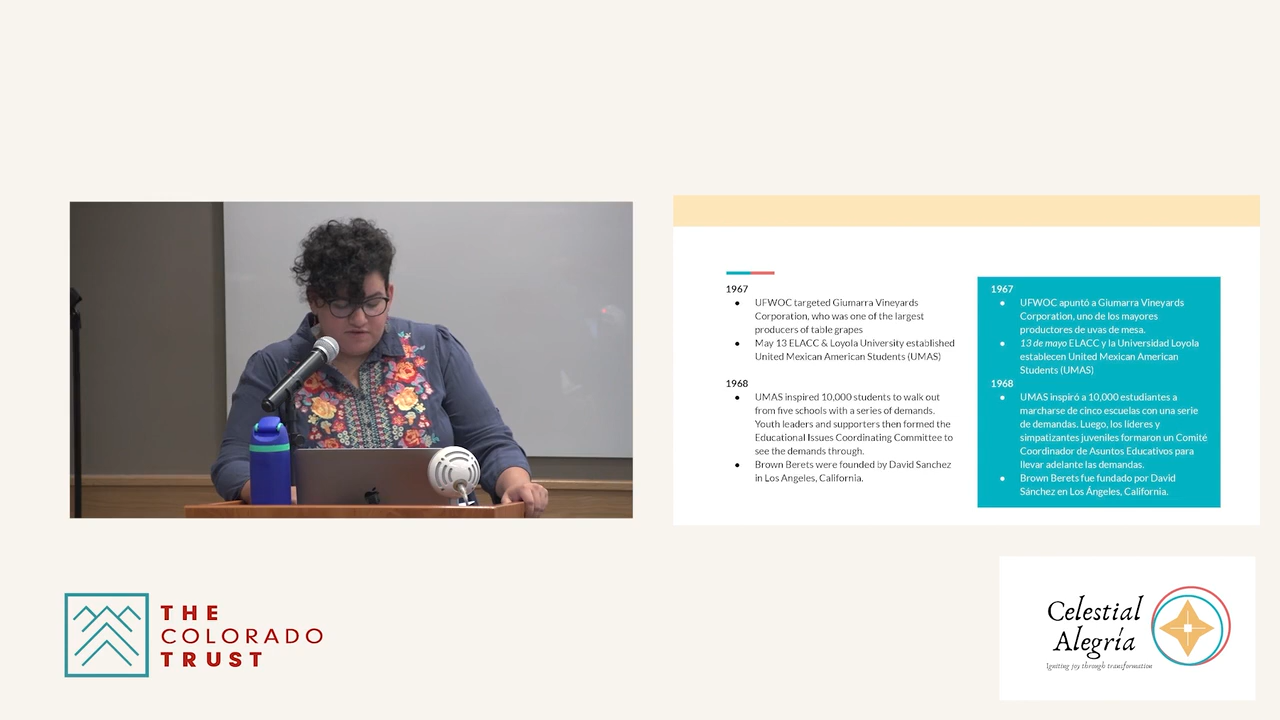 1967
● UFWOC targeted Giumarra Vineyards
Corporation, who was one of the largest
producers of table grapes
● May 13 ELACC & Loyola University established
United Mexican American Students (UMAS)
1968
● UMAS inspired 10,000 students to walk out
from five schools with a series of demands.
Youth leaders and supporters then formed the
Educational Issues Coordinating Committee to
see the demands through.
● Brown Berets were founded by David Sanchez
in Los Angeles, California.
1967
● UFWOC apuntó a Giumarra Vineyards
Corporation, uno de los mayores
productores de uvas de mesa.
● 13 de mayo ELACC y la Universidad Loyola
establecen United Mexican American
Students (UMAS)
1968
● UMAS inspiró a 10,000 estudiantes a
marcharse de cinco escuelas con una serie
de demandas. Luego, los líderes y
simpatizantes juveniles formaron un Comité
Coordinador de Asuntos Educativos para
llevar adelante las demandas.
● Brown Berets fue fundado por David
Sánchez en Los Ángeles, California.
THE
COLORADO
TRUST
Celestial
Alegría
Igniting joy through transformation